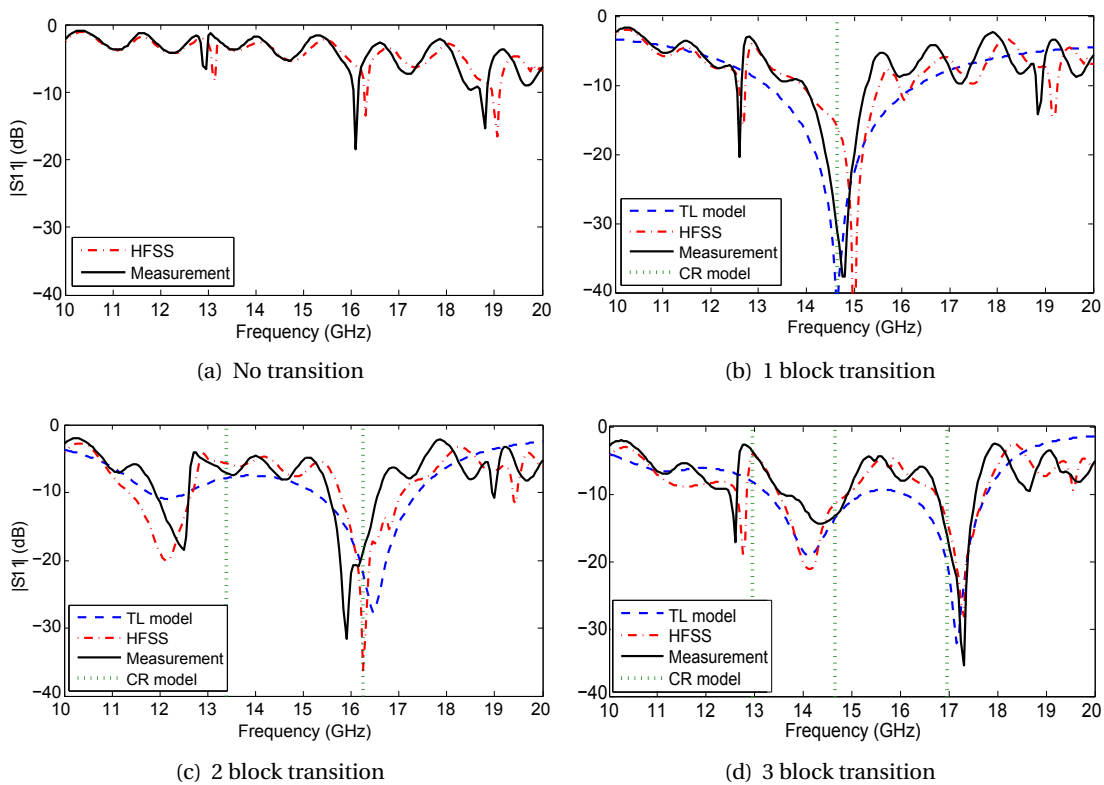 0
−10
−20
−30
−40
|S11| (dB)
HFSS
Measurement
10 11 12 13 14 15 16 17 18 19 20
Frequency (GHz)
(a) No transition
0
−10
−20
−30
−40
TL model
HFSS
Measurement
CR model
10 11 12 13 14 15 16 17 18 19 20
Frequency (GHz)
(b) 1 block transition
0
−10
−20
−30
−40
|S11| (dB)
TL model
HFSS
Measurement
CR model
10 11 12 13 14 15 16 17 18 19 20
Frequency (GHz)
(c) 2 block transition
0
−10
−20
−30
−40
TL model
HFSS
Measurement
CR model
10 11 12 13 14 15 16 17 18 19 20
Frequency (GHz)
(d) 3 block transition